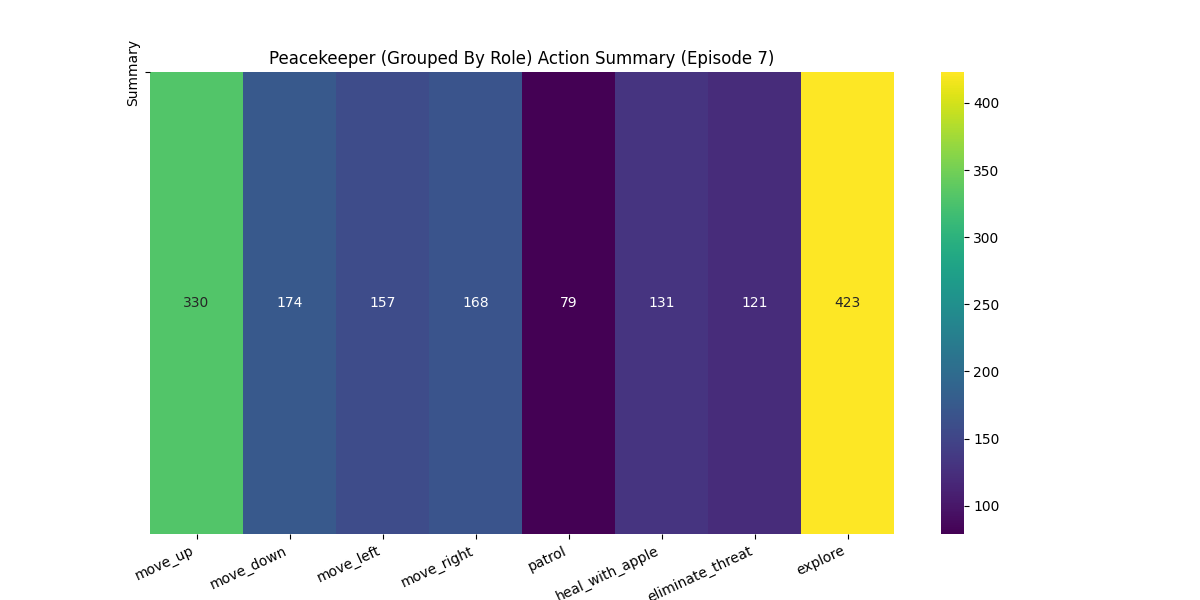 Peacekeeper (Grouped By Role) Action Summary (Episode 7)
Summary
330 174 157 168 79 131 121 423
move_up move_down move_left move_right patrol heal_with_apple eliminate_threat explore
400
350
300
250
200
150
100